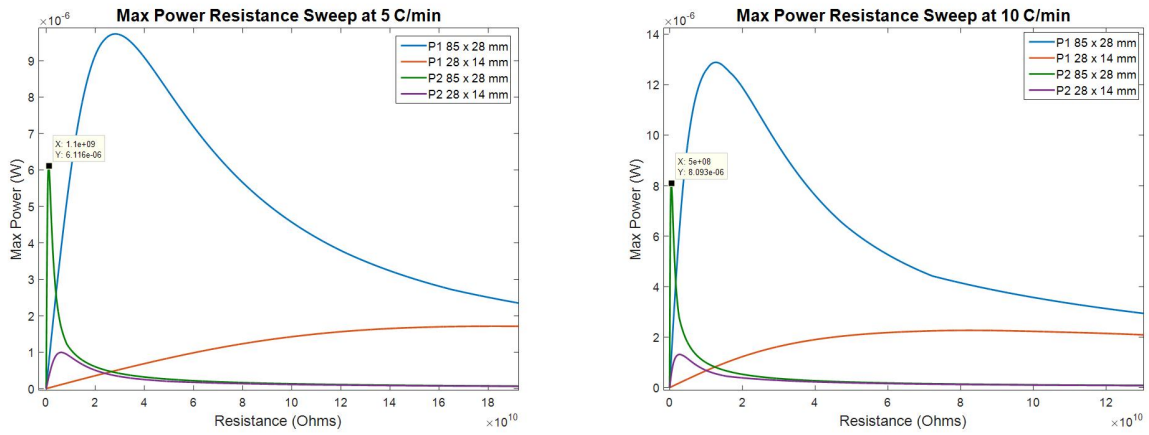 Max Power Resistance Sweep at 5 C/min
×10⁻⁶
P1 85 x 28 mm
P1 28 x 14 mm
P2 85 x 28 mm
P2 28 x 14 mm
X: 1.1e+09
Y: 6.116e-06
Max Power (W)
9
8
7
6
5
4
3
2
1
0
0 2 4 6 8 10 12 14 16 18
Resistance (Ohms)
×10¹⁰
Max Power Resistance Sweep at 10 C/min
×10⁻⁶
P1 85 x 28 mm
P1 28 x 14 mm
P2 85 x 28 mm
P2 28 x 14 mm
X: 5e+08
Y: 8.093e-06
Max Power (W)
14
12
10
8
6
4
2
0
0 2 4 6 8 10 12
Resistance (Ohms)
×10¹⁰